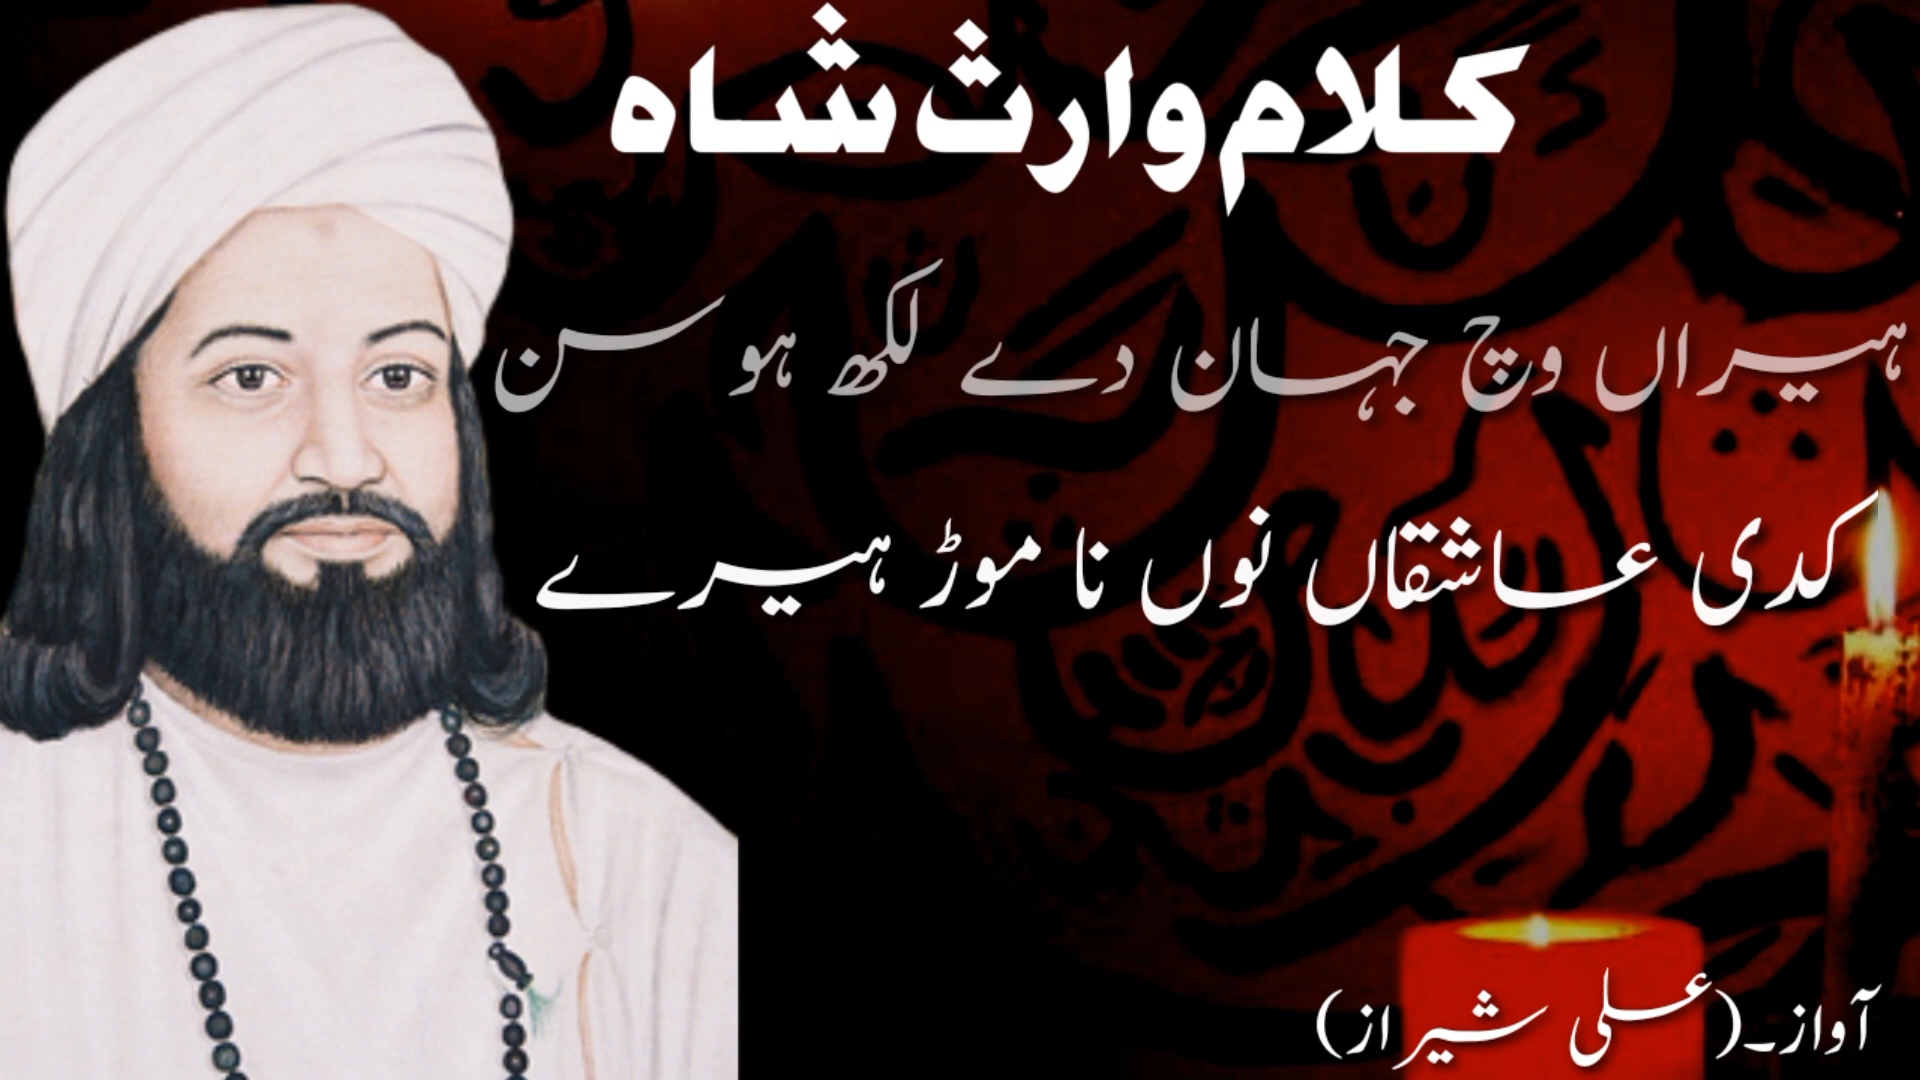 کلام وارث شاہ
ہیراں وچ جہان دے لکھ ہوسن
کدی عاشقاں نوں نا موڑ ہیرے
آواز۔(علی شیراز)